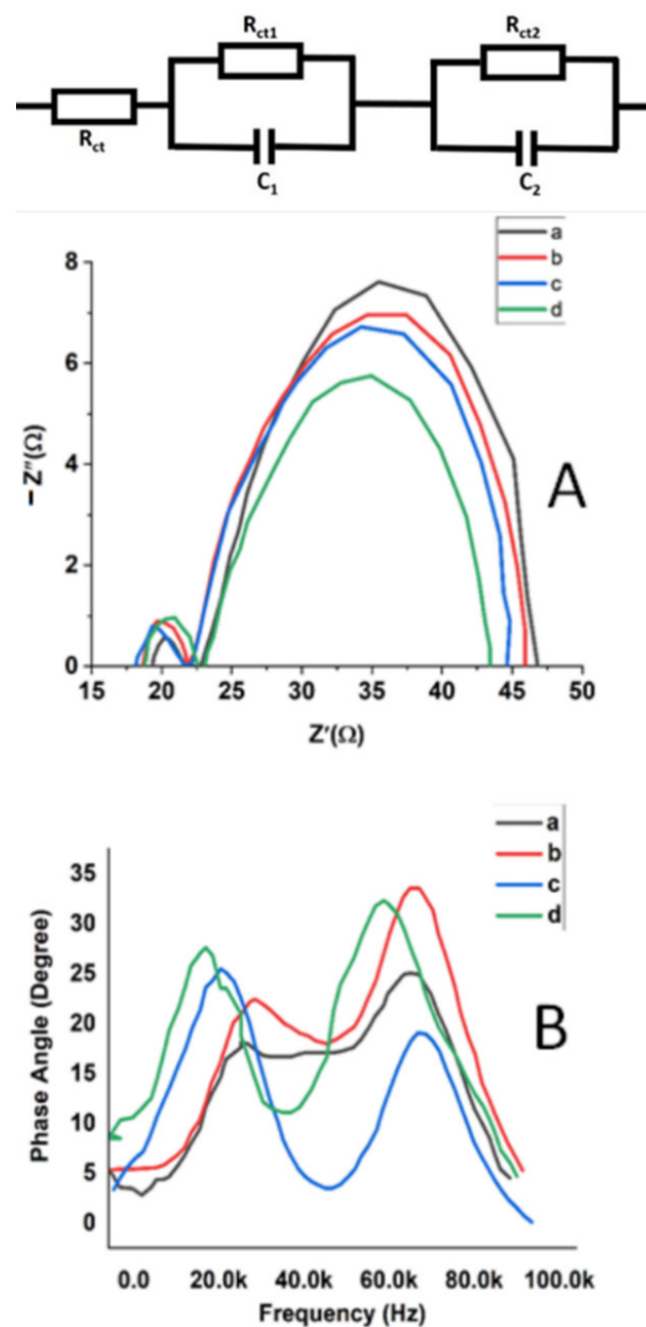 Rct1 Rct2
Rct
C1 C2
a
b
c
d
8
6
4
2
0
– Z″(Ω)
A
15 20 25 30 35 40 45 50
Z′(Ω)
a
b
c
d
35
30
25
20
15
10
5
0
Phase Angle (Degree)
B
0.0 20.0k 40.0k 60.0k 80.0k 100.0k
Frequency (Hz)